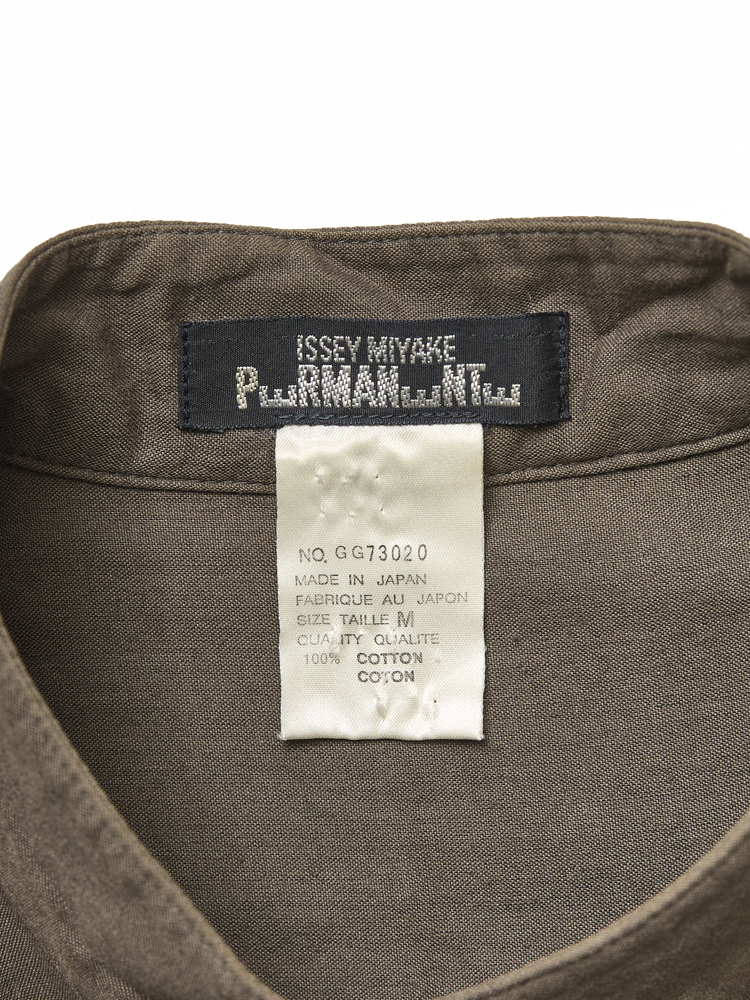 ISSEY MIYAKE
PERMANENTE
NO. GG73020
MADE IN JAPAN
FABRIQUE AU JAPON
SIZE TAILLE M
QUALITY QUALITE
100% COTTON
COTON